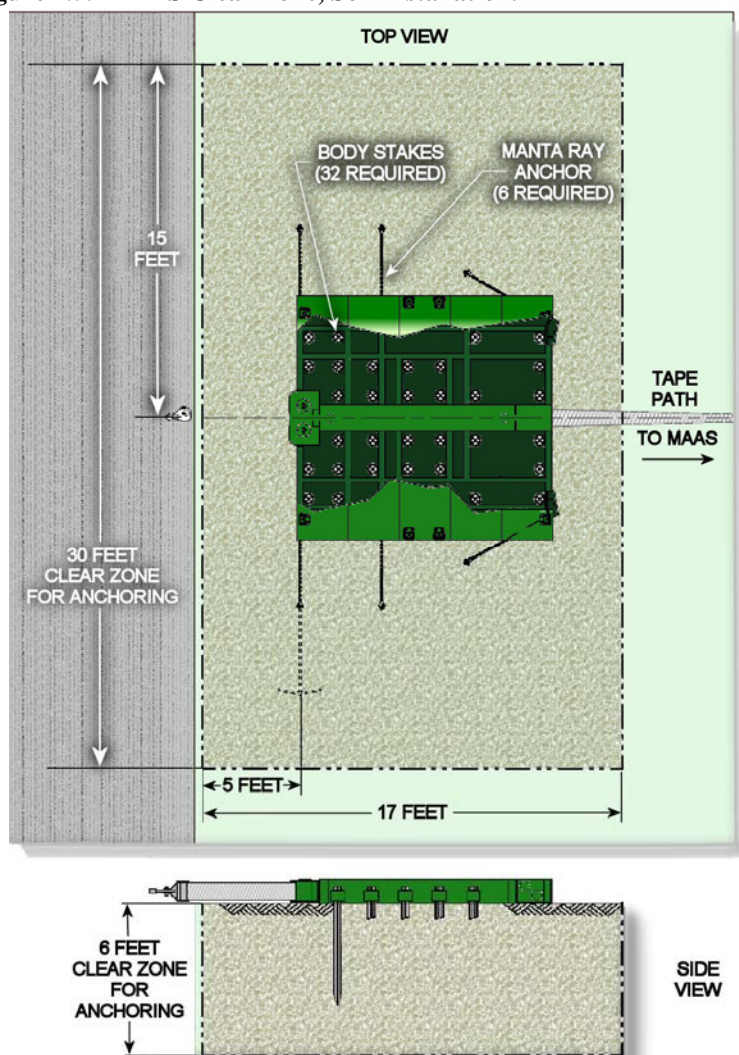 TOP VIEW
BODY STAKES
(32 REQUIRED)
MANTA RAY
ANCHOR
(6 REQUIRED)
15
FEET
TAPE
PATH
TO MAAS
30 FEET
CLEAR ZONE
FOR ANCHORING
5 FEET
17 FEET
6 FEET
CLEAR ZONE
FOR
ANCHORING
SIDE
VIEW